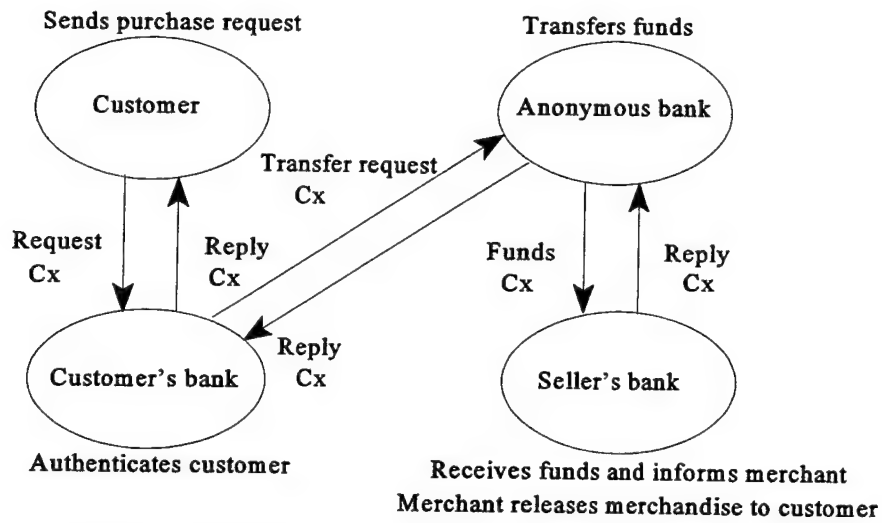 Sends purchase request
Transfers funds
Customer
Anonymous bank
Transfer request
Cx
Request
Cx
Reply
Cx
Funds
Cx
Reply
Cx
Reply
Cx
Customer's bank
Seller's bank
Authenticates customer
Receives funds and informs merchant
Merchant releases merchandise to customer